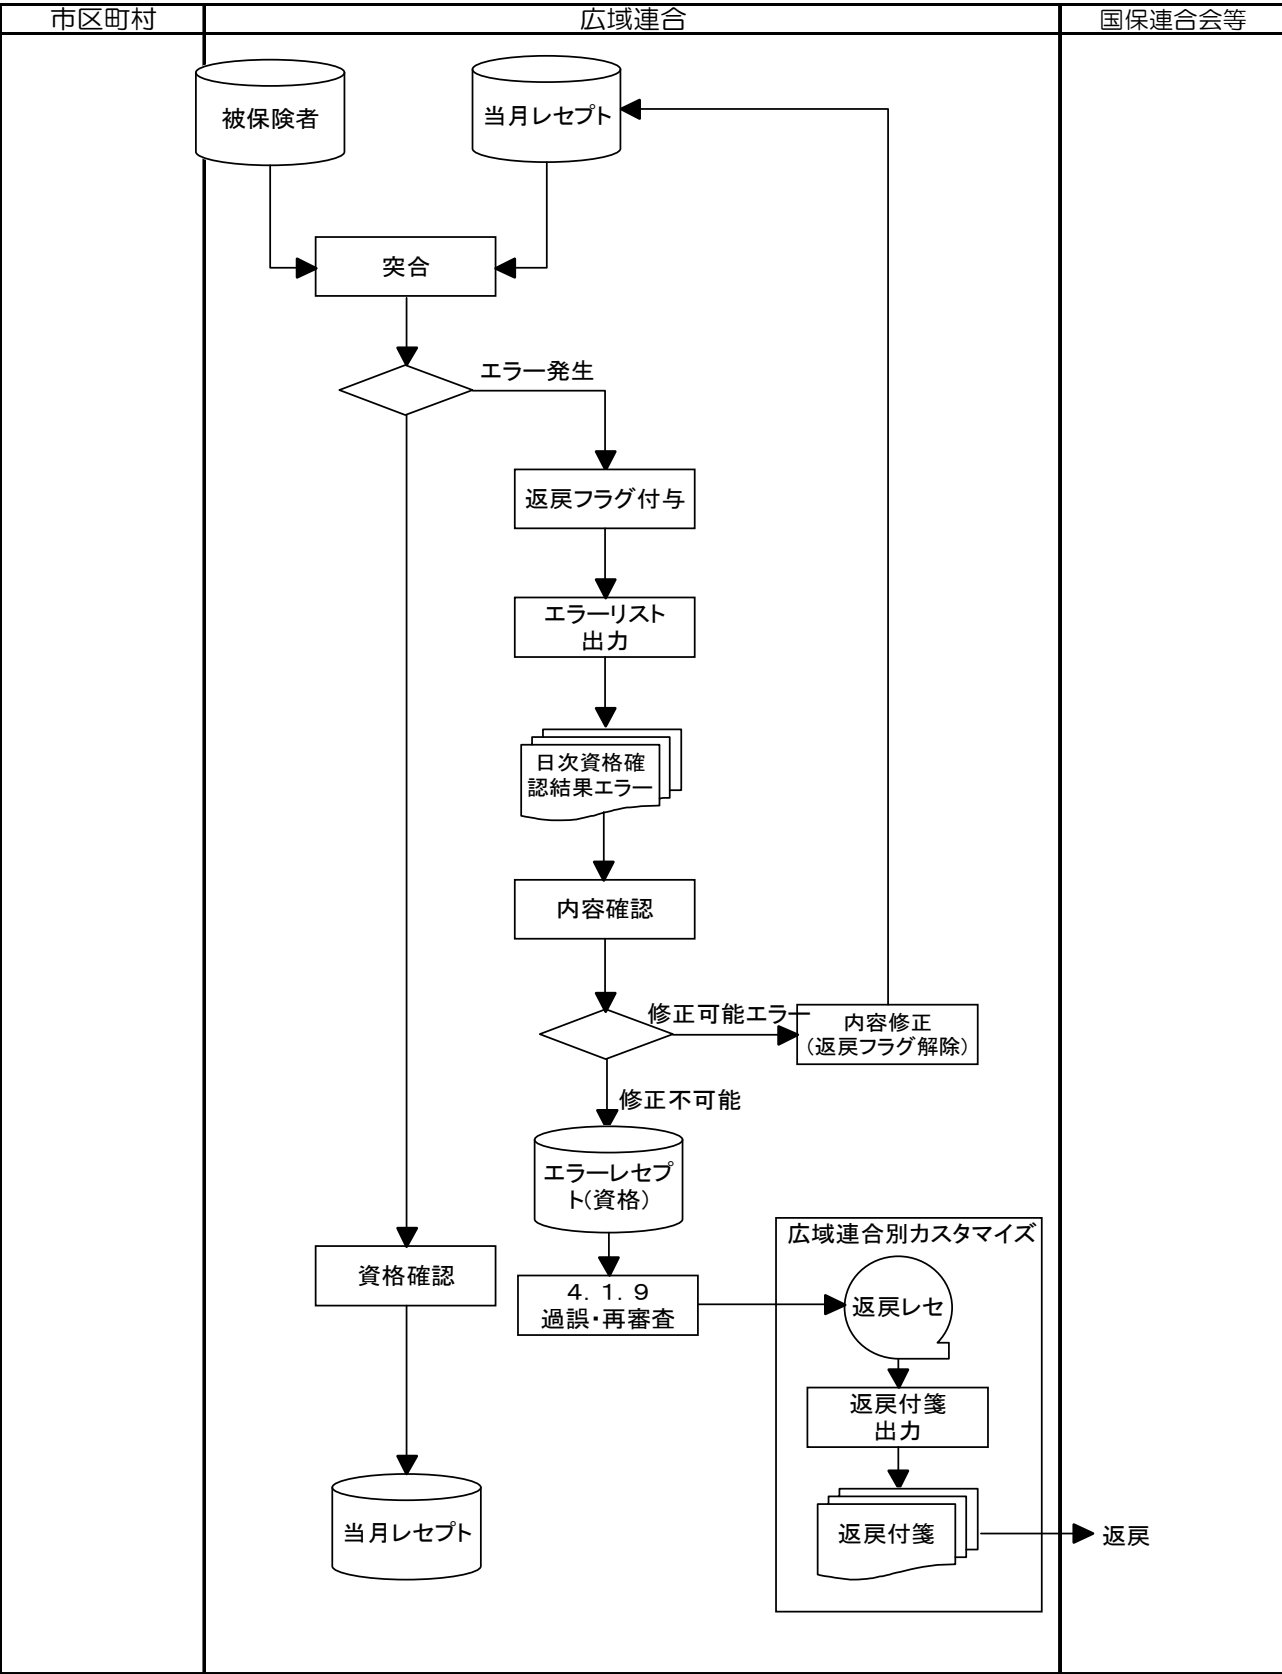 市区町村
広域連合
国保連合会等
被保険者
当月レセプト
突合
エラー発生
返戻フラグ付与
エラーリスト
出力
日次資格確
認結果エラー
内容確認
修正可能エラー
内容修正
(返戻フラグ解除)
修正不可能
エラーレセプ
ト(資格)
広域連合別カスタマイズ
資格確認
4．1．9
過誤・再審査
返戻レセ
返戻付箋
出力
当月レセプト
返戻付箋
返戻